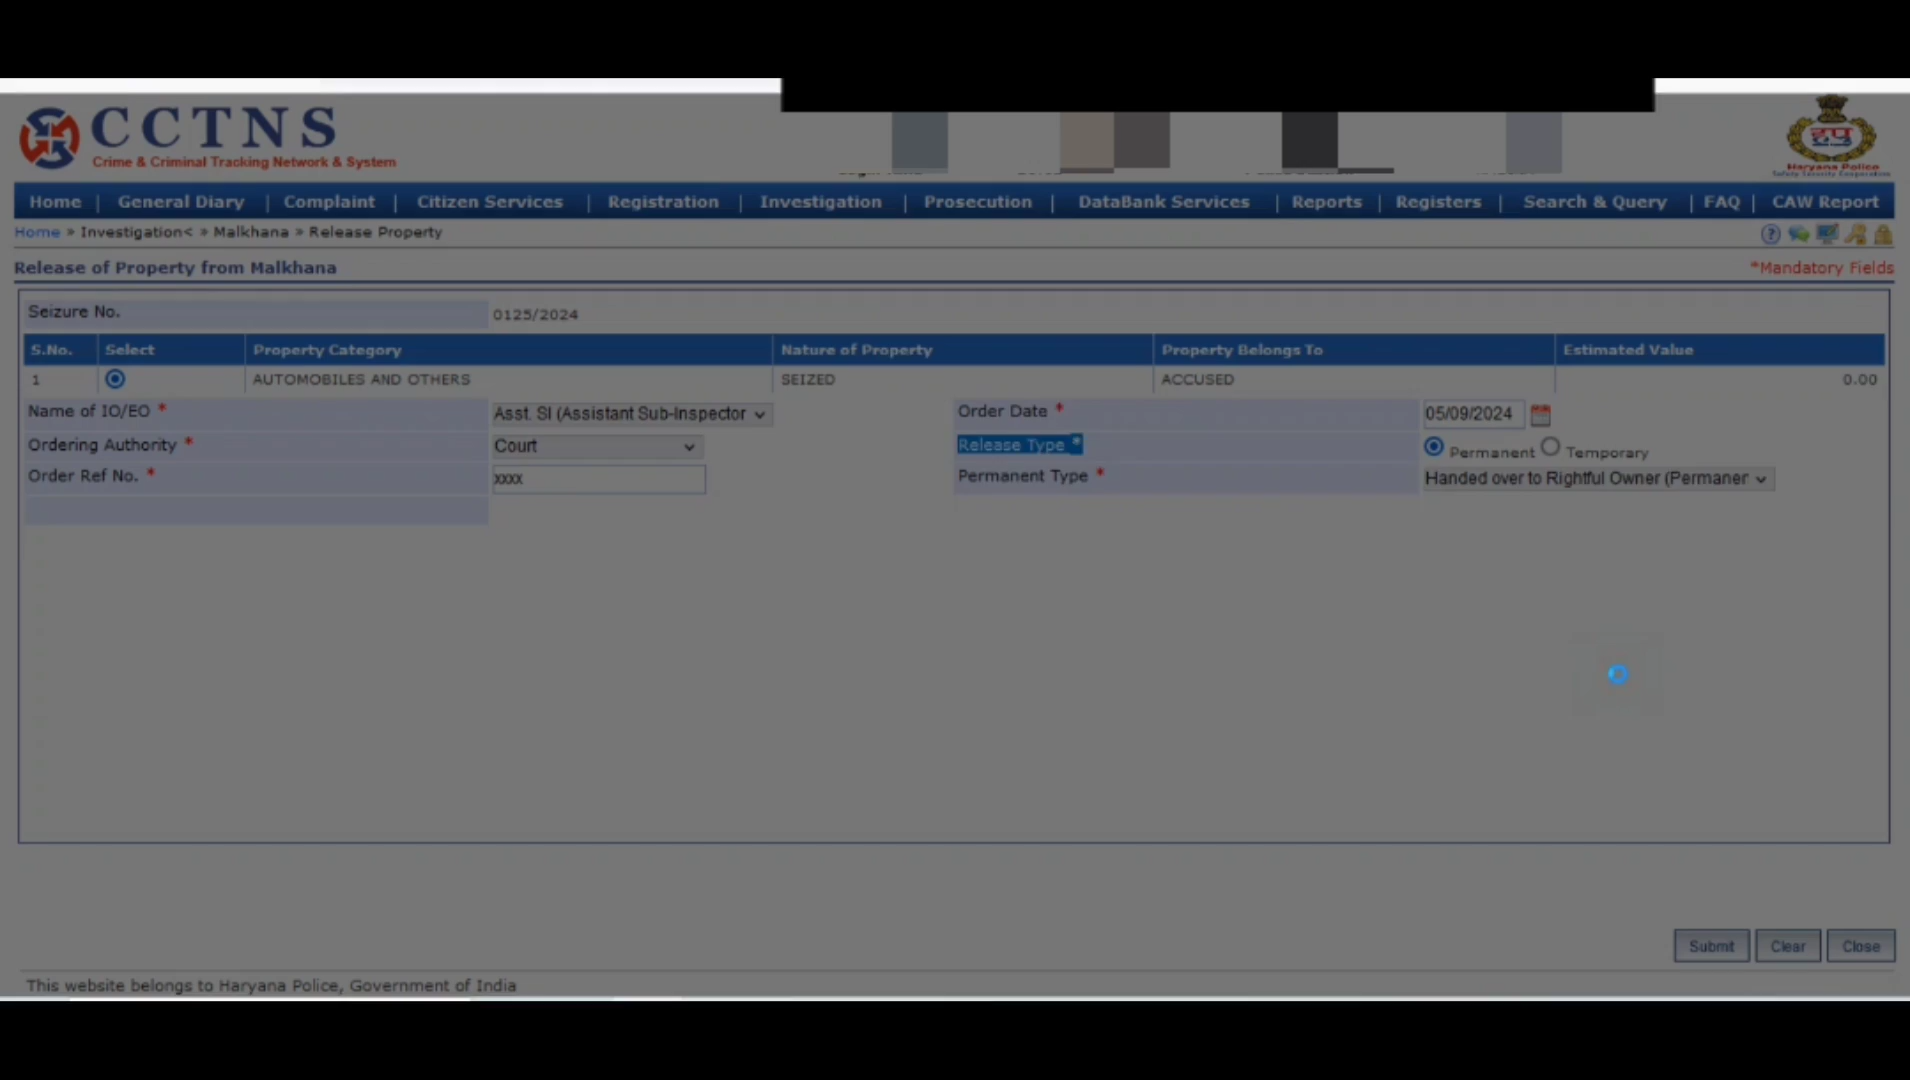 CCTNS
Crime & Criminal Tracking Network & System
हपु
Haryana Police
Home | General Diary | Complaint | Citizen Services | Registration | Investigation | Prosecution | DataBank Services | Reports | Registers | Search & Query | FAQ | CAW Report
Home » Investigation< » Malkhana » Release Property
Release of Property from Malkhana *Mandatory Fields
Seizure No. 0125/2024
S.No. Select Property Category Nature of Property Property Belongs To Estimated Value
1 AUTOMOBILES AND OTHERS SEIZED ACCUSED 0.00
Name of IO/EO * Asst. SI (Assistant Sub-Inspector Order Date * 05/09/2024
Ordering Authority * Court Release Type * Permanent Temporary
Order Ref No. * xxxx Permanent Type * Handed over to Rightful Owner (Permaner
Submit Clear Close
This website belongs to Haryana Police, Government of India